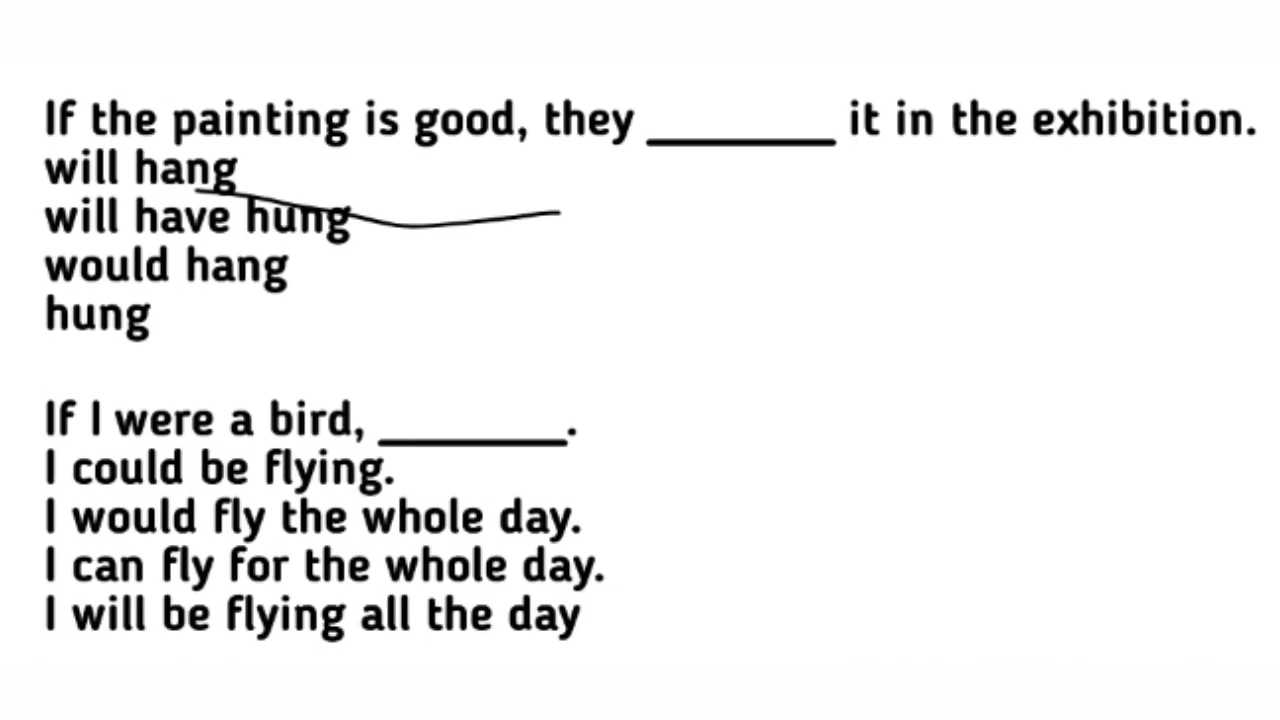 If the painting is good, they ________ it in the exhibition.
will hang
will have hung
would hang
hung
If I were a bird, ________.
I could be flying.
I would fly the whole day.
I can fly for the whole day.
I will be flying all the day